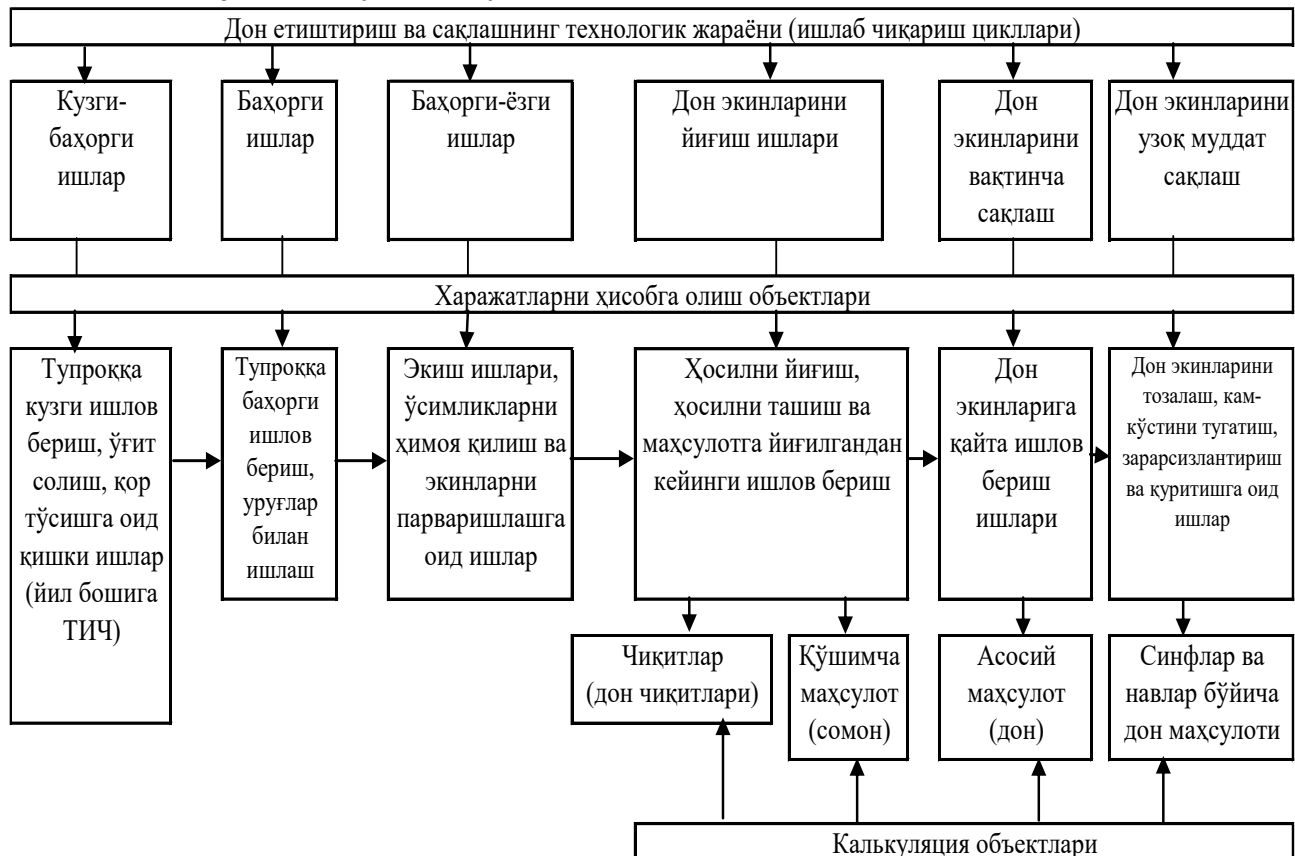 Дон етиштириш ва сақлашнинг технологик жараёни (ишлаб чиқариш цикллари)
Кузги-
баҳорги
ишлар
Баҳорги
ишлар
Баҳорги-ёзги
ишлар
Дон экинларини
йиғиш ишлари
Дон
экинларини
вақтинча
сақлаш
Дон экинларини
узоқ муддат
сақлаш
Харажатларни ҳисобга олиш объектлари
Тупроққа
кузги ишлов
бериш, ўғит
солиш, қор
тўсишга оид
қишки ишлар
(йил бошига
ТИЧ)
Тупроққа
баҳорги
ишлов
бериш,
уруғлар
билан
ишлаш
Экиш ишлари,
ўсимликларни
ҳимоя қилиш ва
экинларни
парваришлашга
оид ишлар
Ҳосилни йиғиш,
ҳосилни ташиш ва
маҳсулотга йиғилгандан
кейинги ишлов бериш
Дон
экинларига
қайта ишлов
бериш
ишлари
Дон экинларини
тозалаш, кам-
кўстини тугатиш,
зарарсизлантириш
ва қуритишга оид
ишлар
Чиқитлар
(дон чиқитлари)
Қўшимча
маҳсулот
(сомон)
Асосий
маҳсулот
(дон)
Синфлар ва
навлар бўйича
дон маҳсулоти
Калькуляция объектлари